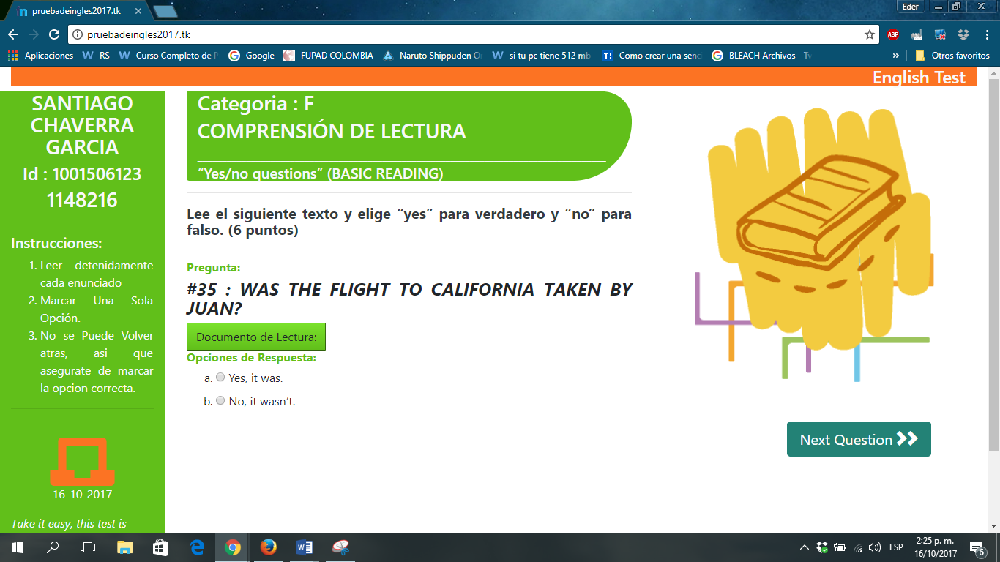 pruebadeingles2017.tk
Eder
pruebadeingles2017.tk
ABP
Aplicaciones
RS
Curso Completo de P
Google
FUPAD COLOMBIA
Naruto Shippuden O
si tu pc tiene 512 mb
T!
Como crear una senc
BLEACH Archivos - Tv
»
Otros favoritos
English Test
SANTIAGO
CHAVERRA
GARCIA
Id : 1001506123
1148216
Instrucciones:
1. Leer detenidamente
cada enunciado
2. Marcar Una Sola
Opción.
3. No se Puede Volver
atras, asi que
asegurate de marcar
la opcion correcta.
16-10-2017
Take it easy, this test is
Categoria : F
COMPRENSIÓN DE LECTURA
“Yes/no questions” (BASIC READING)
Lee el siguiente texto y elige “yes” para verdadero y “no” para
falso. (6 puntos)
Pregunta:
#35 : WAS THE FLIGHT TO CALIFORNIA TAKEN BY
JUAN?
Documento de Lectura:
Opciones de Respuesta:
a. Yes, it was.
b. No, it wasn’t.
Next Question
ESP
2:25 p. m.
16/10/2017
6